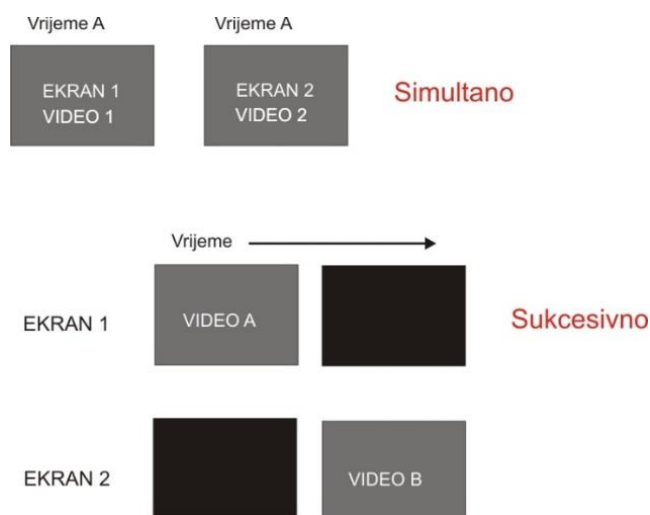 Vrijeme A
Vrijeme A
EKRAN 1
VIDEO 1
EKRAN 2
VIDEO 2
Simultano
Vrijeme
EKRAN 1
VIDEO A
Sukcesivno
EKRAN 2
VIDEO B